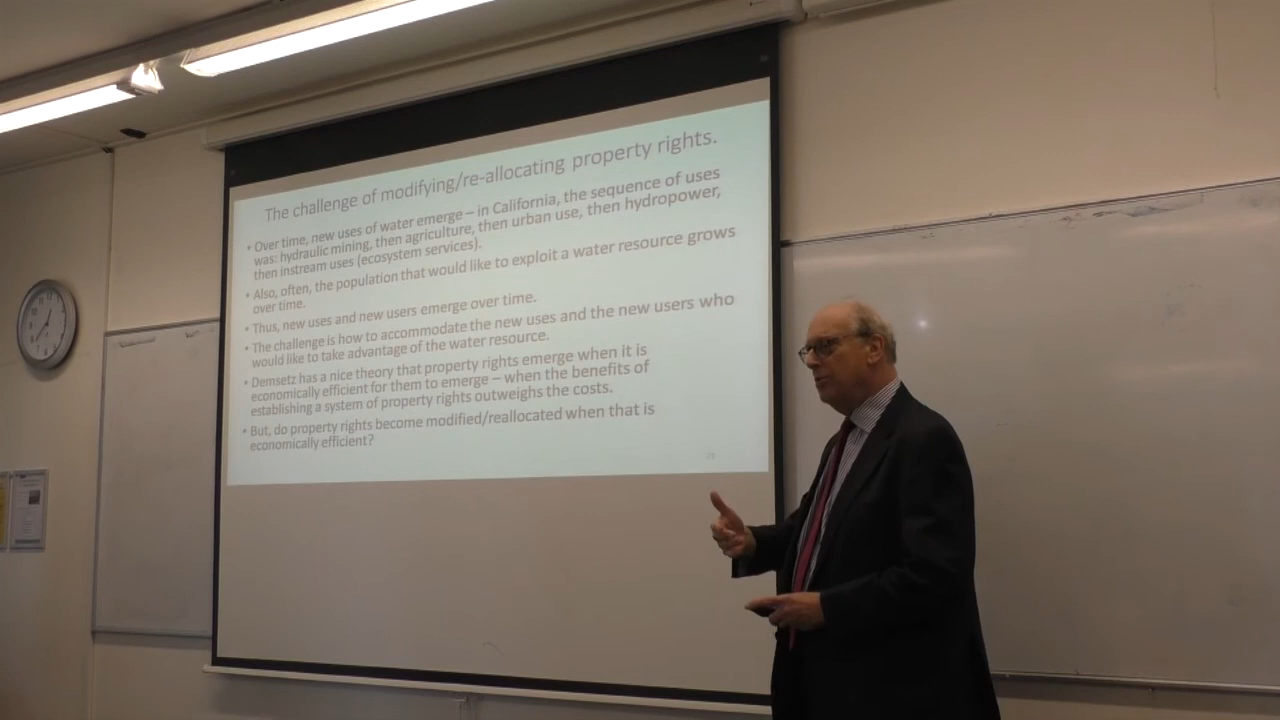 The challenge of modifying/re-allocating property rights.
• Over time, new uses of water emerge – in California, the sequence of uses
was: hydraulic mining, then agriculture, then urban use, then hydropower,
then instream uses (ecosystem services).
• Also, often, the population that would like to exploit a water resource grows
over time.
• Thus, new uses and new users emerge over time.
• The challenge is how to accommodate the new uses and the new users who
would like to take advantage of the water resource.
• Demsetz has a nice theory that property rights emerge when it is
economically efficient for them to emerge – when the benefits of
establishing a system of property rights outweighs the costs.
• But, do property rights become modified/reallocated when that is
economically efficient?